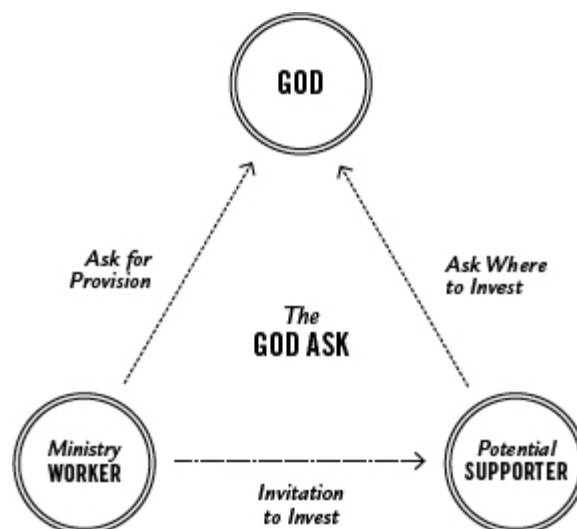 GOD
Ask for
Provision
Ask Where
to Invest
The
GOD ASK
Ministry
WORKER
Potential
SUPPORTER
Invitation
to Invest